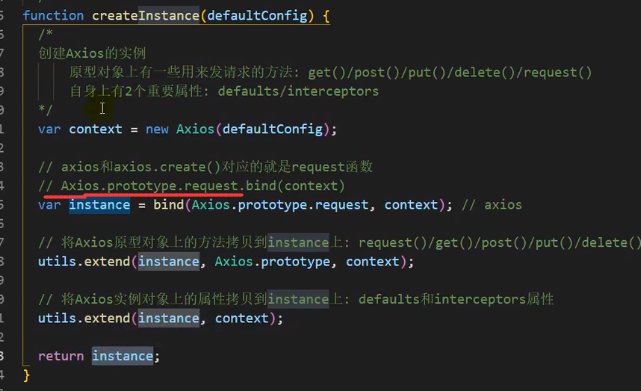 function createInstance(defaultConfig) {
/*
创建Axios的实例
原型对象上有一些用来发请求的方法: get()/post()/put()/delete()/request()
自身上有2个重要属性: defaults/interceptors
*/
var context = new Axios(defaultConfig);
// axios和axios.create()对应的就是request函数
// Axios.prototype.request.bind(context)
var instance = bind(Axios.prototype.request, context); // axios
// 将Axios原型对象上的方法拷贝到instance上: request()/get()/post()/put()/delete()
utils.extend(instance, Axios.prototype, context);
// 将Axios实例对象上的属性拷贝到instance上: defaults和interceptors属性
utils.extend(instance, context);
return instance;
}